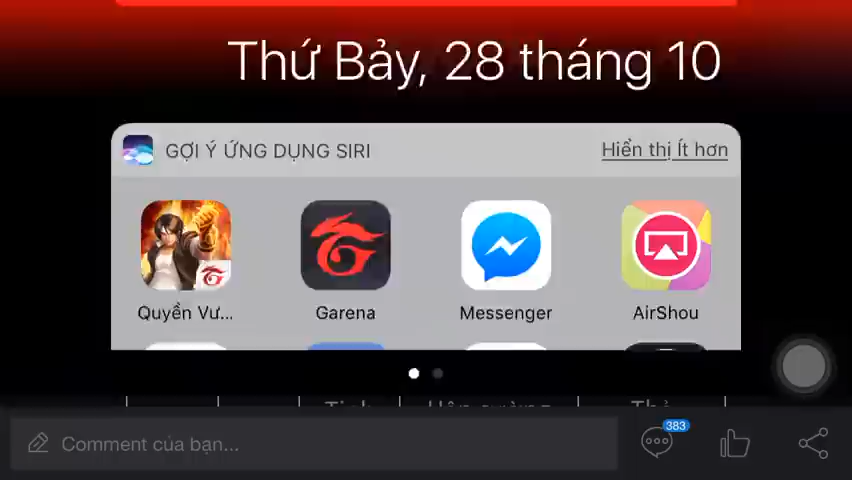 Thứ Bảy, 28 tháng 10
GỢI Ý ỨNG DỤNG SIRI
Hiển thị Ít hơn
Quyền Vư...
Garena
Messenger
AirShou
Comment của bạn...
383